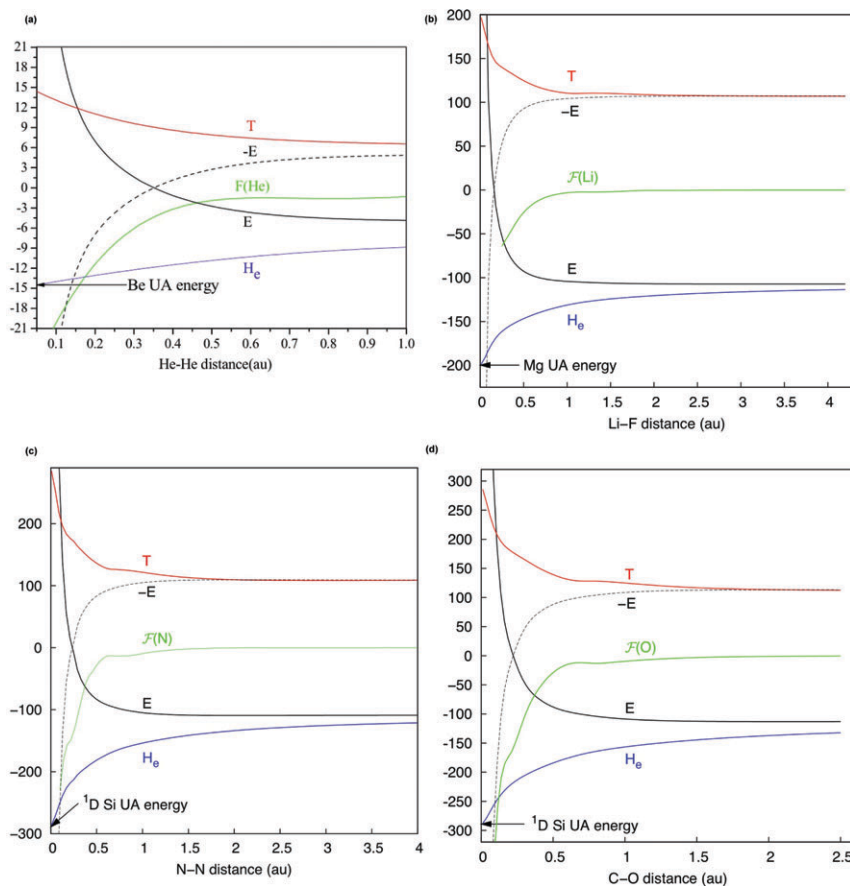 (a)
21
18
15
12
9
6
3
0
-3
-6
-9
-12
-15
-18
-21
T
-E
F(He)
E
He
Be UA energy
0.1 0.2 0.3 0.4 0.5 0.6 0.7 0.8 0.9 1.0
He-He distance(au)
(b)
200
150
100
50
0
-50
-100
-150
-200
T
–E
ℱ(Li)
E
He
Mg UA energy
0 0.5 1 1.5 2 2.5 3 3.5 4
Li–F distance (au)
(c)
200
100
0
-100
-200
-300
T
–E
ℱ(N)
E
He
¹D Si UA energy
0 0.5 1 1.5 2 2.5 3 3.5 4
N–N distance (au)
(d)
300
250
200
150
100
50
0
-50
-100
-150
-200
-250
-300
T
–E
ℱ(O)
E
He
¹D Si UA energy
0 0.5 1 1.5 2 2.5
C–O distance (au)